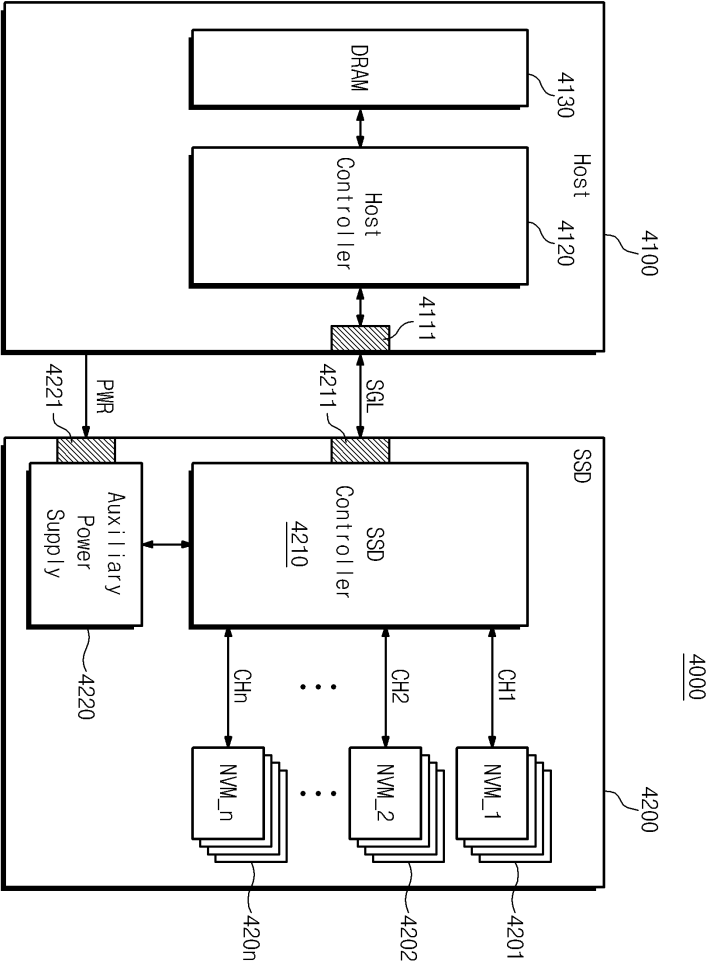 4000
4100
Host
4130
DRAM
4120
Host
Controller
4111
SGL
PWR
4200
SSD
4211
4221
SSD
Controller
4210
Auxiliary
Power
Supply
4220
CH1
CH2
...
CHn
NVM_1
NVM_2
...
NVM_n
4201
4202
420n